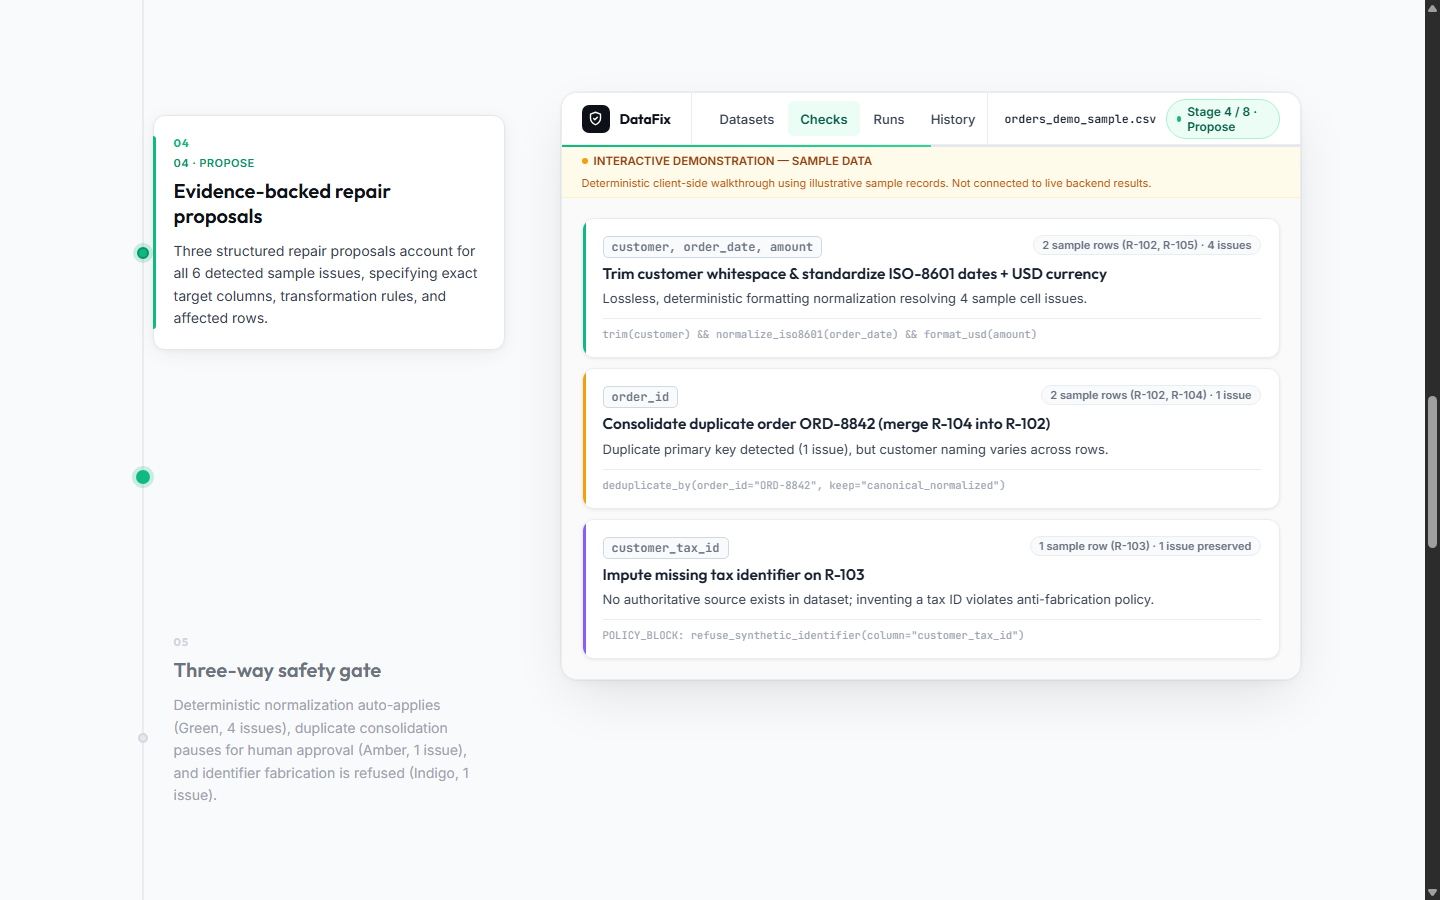 04
04 · PROPOSE
Evidence-backed repair
proposals
Three structured repair proposals account for
all 6 detected sample issues, specifying exact
target columns, transformation rules, and
affected rows.
05
Three-way safety gate
Deterministic normalization auto-applies
(Green, 4 issues), duplicate consolidation
pauses for human approval (Amber, 1 issue),
and identifier fabrication is refused (Indigo, 1
issue).
DataFix
Datasets
Checks
Runs
History
orders_demo_sample.csv
Stage 4 / 8 ·
Propose
INTERACTIVE DEMONSTRATION — SAMPLE DATA
Deterministic client-side walkthrough using illustrative sample records. Not connected to live backend results.
customer, order_date, amount
2 sample rows (R-102, R-105) · 4 issues
Trim customer whitespace & standardize ISO-8601 dates + USD currency
Lossless, deterministic formatting normalization resolving 4 sample cell issues.
trim(customer) && normalize_iso8601(order_date) && format_usd(amount)
order_id
2 sample rows (R-102, R-104) · 1 issue
Consolidate duplicate order ORD-8842 (merge R-104 into R-102)
Duplicate primary key detected (1 issue), but customer naming varies across rows.
deduplicate_by(order_id="ORD-8842", keep="canonical_normalized")
customer_tax_id
1 sample row (R-103) · 1 issue preserved
Impute missing tax identifier on R-103
No authoritative source exists in dataset; inventing a tax ID violates anti-fabrication policy.
POLICY_BLOCK: refuse_synthetic_identifier(column="customer_tax_id")